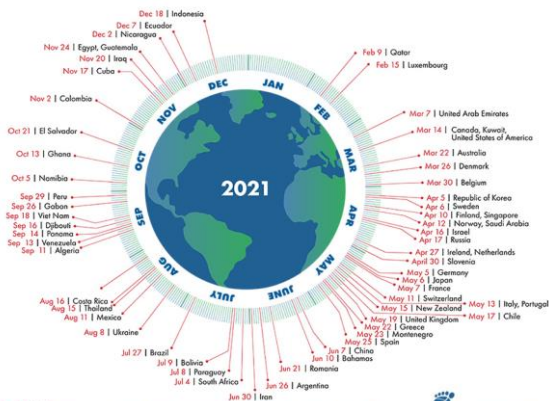 Dec 18 | Indonesia
Dec 7 | Ecuador
Dec 2 | Nicaragua
Nov 24 | Egypt, Guatemala
Nov 20 | Iraq
Nov 17 | Cuba
Nov 2 | Colombia
Oct 21 | El Salvador
Oct 13 | Ghana
Oct 5 | Namibia
Sep 29 | Peru
Sep 26 | Gabon
Sep 18 | Viet Nam
Sep 16 | Djibouti
Sep 14 | Panama
Sep 13 | Venezuela
Sep 11 | Algeria
Aug 16 | Costa Rica
Aug 15 | Thailand
Aug 11 | Mexico
Aug 8 | Ukraine
Jul 27 | Brazil
Jul 9 | Bolivia
Jul 8 | Paraguay
Jul 4 | South Africa
Jun 30 | Iran
DEC
JAN
FEB
MAR
APR
MAY
JUNE
JULY
AUG
SEP
OCT
NOV
2021
Feb 9 | Qatar
Feb 15 | Luxembourg
Mar 7 | United Arab Emirates
Mar 14 | Canada, Kuwait,
United States of America
Mar 22 | Australia
Mar 26 | Denmark
Mar 30 | Belgium
Apr 5 | Republic of Korea
Apr 6 | Sweden
Apr 10 | Finland, Singapore
Apr 12 | Norway, Saudi Arabia
Apr 16 | Israel
Apr 17 | Russia
Apr 27 | Ireland, Netherlands
April 30 | Slovenia
May 5 | Germany
May 6 | Japan
May 7 | France
May 11 | Switzerland
May 13 | Italy, Portugal
May 15 | New Zealand
May 17 | Chile
May 19 | United Kingdom
May 22 | Greece
May 23 | Montenegro
May 25 | Spain
Jun 7 | China
Jun 10 | Bahamas
Jun 21 | Romania
Jun 26 | Argentina